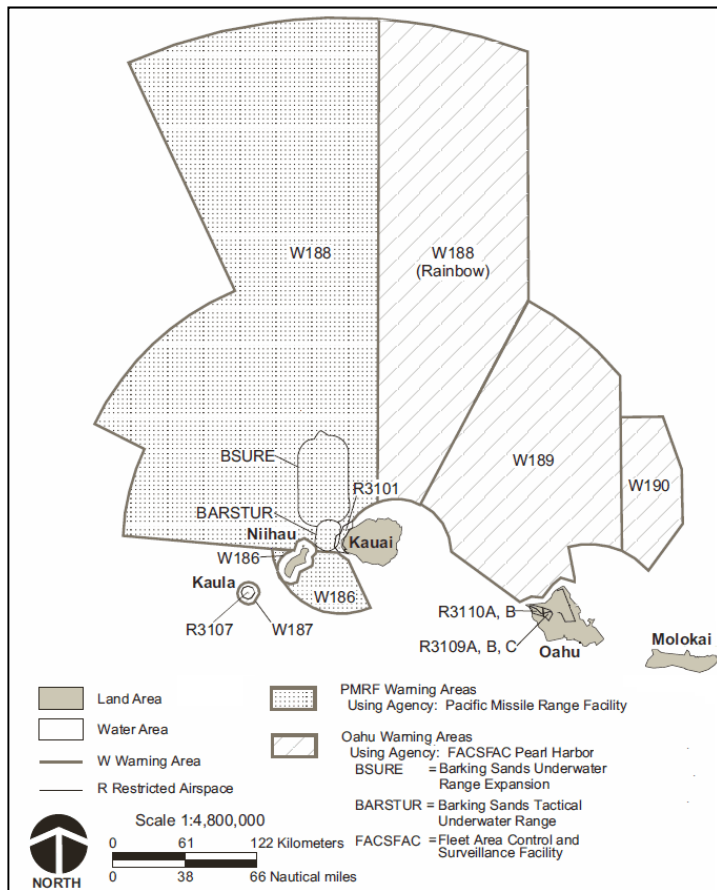 W188
W188
(Rainbow)
BSURE
R3101
W189
W190
BARSTUR
Niihau
Kauai
W186
Kaula
W186
R3107
W187
R3110A, B
R3109A, B, C
Oahu
Molokai
Land Area
Water Area
W Warning Area
R Restricted Airspace
Scale 1:4,800,000
0 61 122 Kilometers
0 38 66 Nautical miles
NORTH
PMRF Warning Areas
Using Agency: Pacific Missile Range Facility
Oahu Warning Areas
Using Agency: FACSFAC Pearl Harbor
BSURE = Barking Sands Underwater
Range Expansion
BARSTUR = Barking Sands Tactical
Underwater Range
FACSFAC = Fleet Area Control and
Surveillance Facility